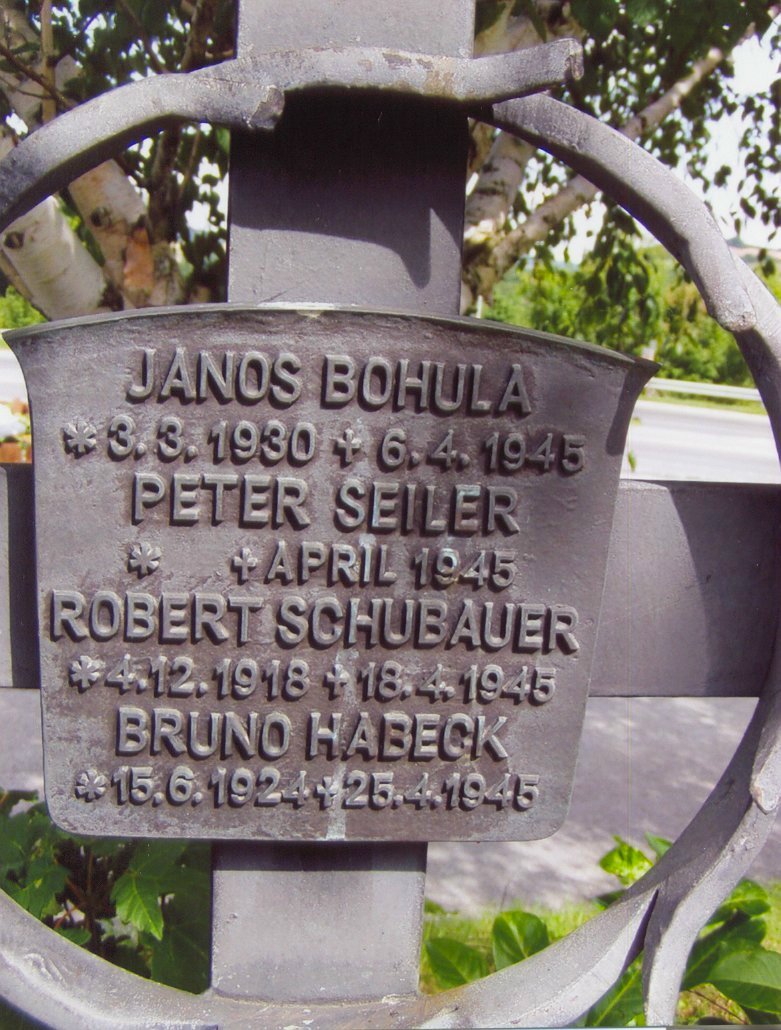 JANOS BOHULA
* 3. 3. 1930 ✝ 6. 4. 1945
PETER SEILER
* ✝ APRIL 1945
ROBERT SCHUBAUER
* 4. 12. 1918 ✝ 18. 4. 1945
BRUNO HABECK
* 15. 6. 1924 ✝ 25. 4. 1945